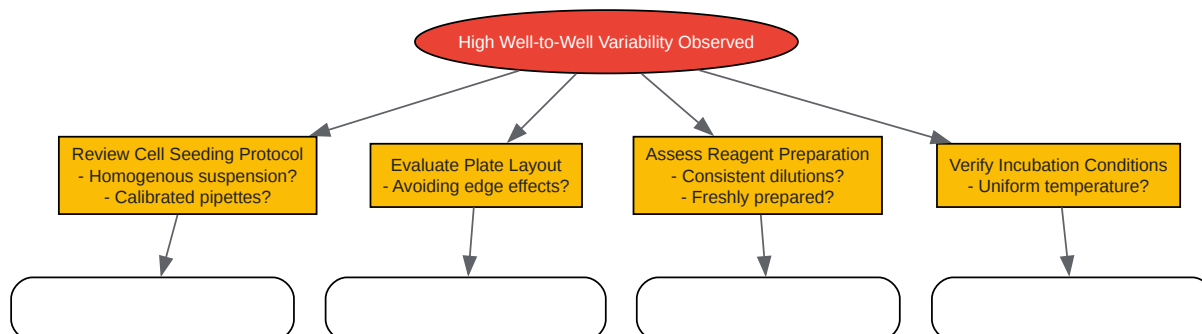 High Well-to-Well Variability Observed
Review Cell Seeding Protocol
- Homogenous suspension?
- Calibrated pipettes?
Evaluate Plate Layout
- Avoiding edge effects?
Assess Reagent Preparation
- Consistent dilutions?
- Freshly prepared?
Verify Incubation Conditions
- Uniform temperature?